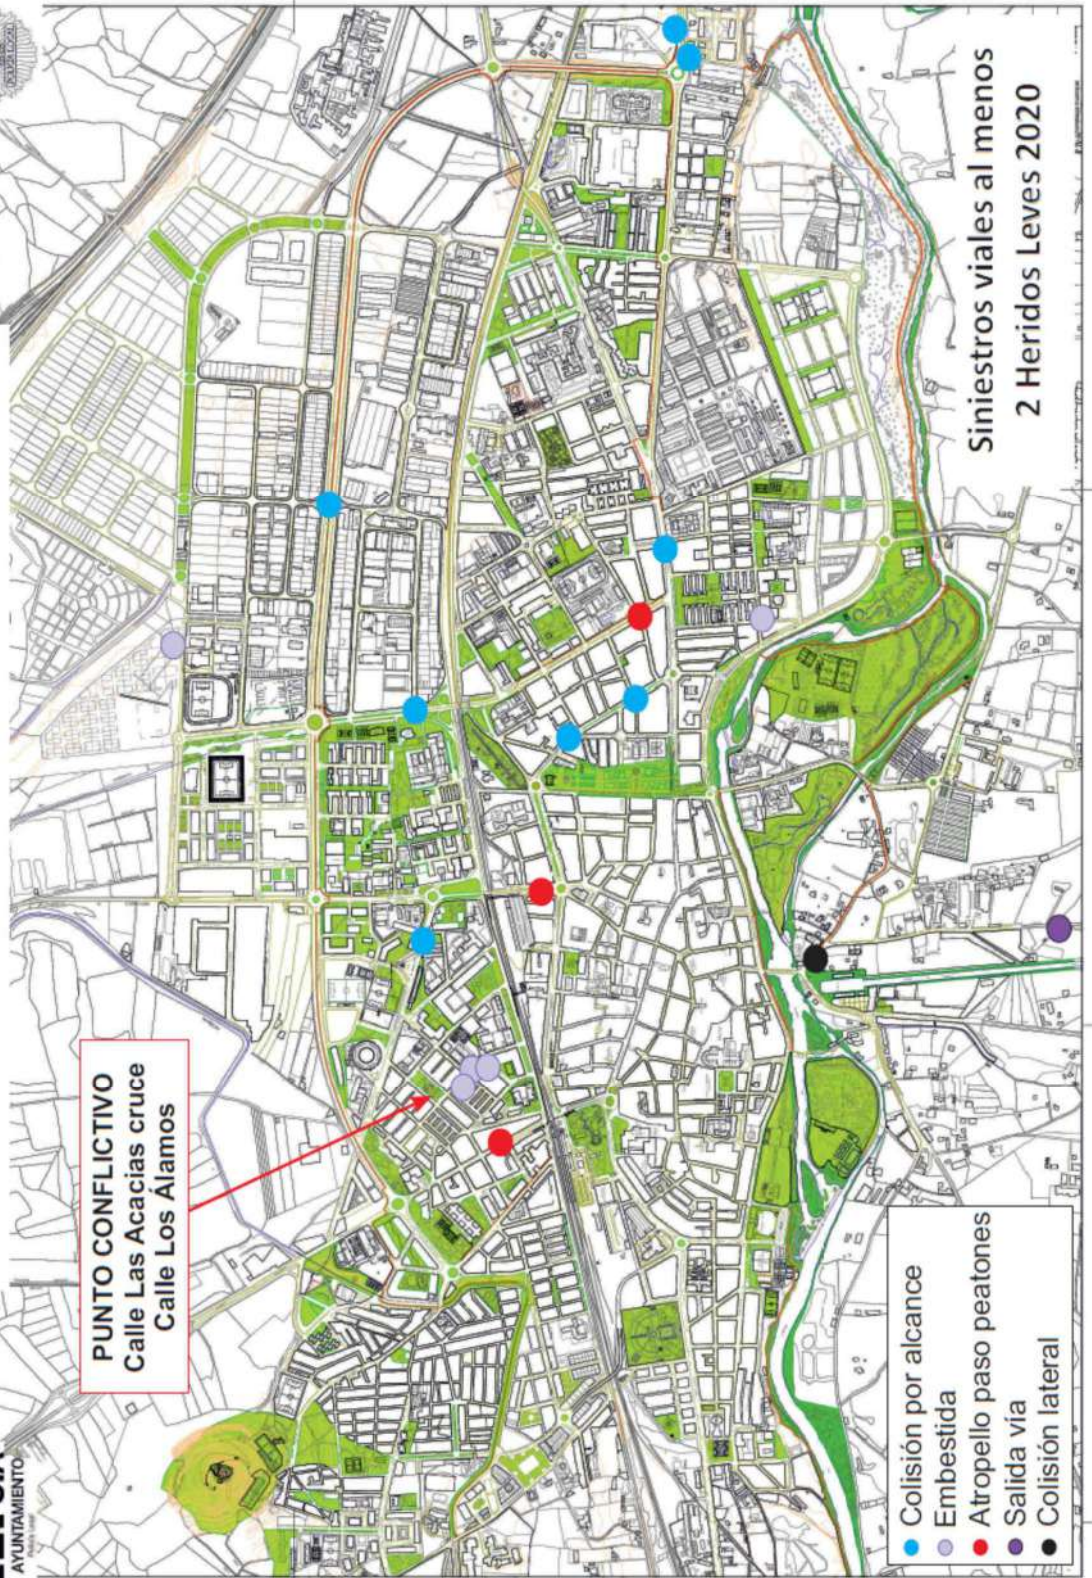 AYUNTAMIENTO
PUNTO CONFLICTIVO
Calle Las Acacias cruce
Calle Los Álamos
Siniestros viales al menos
2 Heridos Leves 2020
Colisión por alcance
Embestida
Atropello paso peatones
Salida vía
Colisión lateral